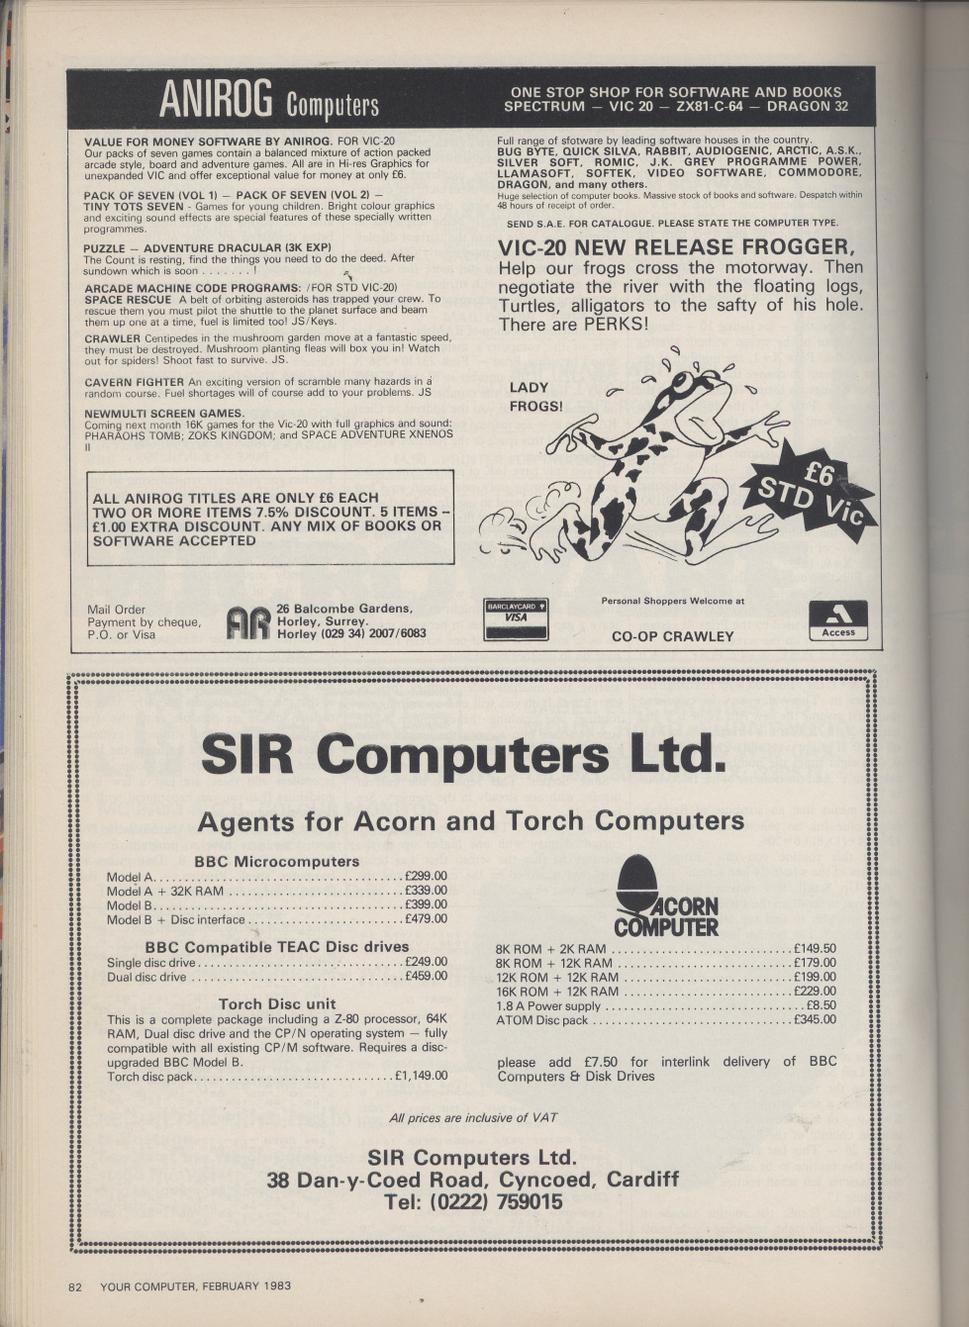 ANIROG Computers
ONE STOP SHOP FOR SOFTWARE AND BOOKS
SPECTRUM — VIC 20 — ZX81-C-64 — DRAGON 32
VALUE FOR MONEY SOFTWARE BY ANIROG. FOR VIC-20
Our packs of seven games contain a balanced mixture of action packed
arcade style, board and adventure games. All are in Hi-res Graphics for
unexpanded VIC and offer exceptional value for money at only £6.
PACK OF SEVEN (VOL 1) — PACK OF SEVEN (VOL 2) —
TINY TOTS SEVEN - Games for young children. Bright colour graphics
and exciting sound effects are special features of these specially written
programmes.
PUZZLE — ADVENTURE DRACULAR (3K EXP)
The Count is resting, find the things you need to do the deed. After
sundown which is soon . . . . . . . !
ARCADE MACHINE CODE PROGRAMS: /FOR STD VIC-20)
SPACE RESCUE A belt of orbiting asteroids has trapped your crew. To
rescue them you must pilot the shuttle to the planet surface and beam
them up one at a time, fuel is limited too! JS/Keys.
CRAWLER Centipedes in the mushroom garden move at a fantastic speed,
they must be destroyed. Mushroom planting fleas will box you in! Watch
out for spiders! Shoot fast to survive. JS.
CAVERN FIGHTER An exciting version of scramble many hazards in a
random course. Fuel shortages will of course add to your problems. JS
NEWMULTI SCREEN GAMES.
Coming next month 16K games for the Vic-20 with full graphics and sound:
PHARAOHS TOMB; ZOKS KINGDOM; and SPACE ADVENTURE XNENOS
II
ALL ANIROG TITLES ARE ONLY £6 EACH
TWO OR MORE ITEMS 7.5% DISCOUNT. 5 ITEMS –
£1.00 EXTRA DISCOUNT. ANY MIX OF BOOKS OR
SOFTWARE ACCEPTED
Full range of sfotware by leading software houses in the country.
BUG BYTE, QUICK SILVA, RABBIT, AUDIOGENIC, ARCTIC, A.S.K.,
SILVER SOFT, ROMIC, J.K. GREY PROGRAMME POWER,
LLAMASOFT, SOFTEK, VIDEO SOFTWARE, COMMODORE,
DRAGON, and many others.
Huge selection of computer books. Massive stock of books and software. Despatch within
48 hours of receipt of order.
SEND S.A.E. FOR CATALOGUE. PLEASE STATE THE COMPUTER TYPE.
VIC-20 NEW RELEASE FROGGER,
Help our frogs cross the motorway. Then
negotiate the river with the floating logs,
Turtles, alligators to the safty of his hole.
There are PERKS!
LADY
FROGS!
£6
STD Vic
Mail Order
Payment by cheque,
P.O. or Visa
AR
26 Balcombe Gardens,
Horley, Surrey.
Horley (029 34) 2007/6083
BARCLAYCARD
VISA
Personal Shoppers Welcome at
CO-OP CRAWLEY
Access
SIR Computers Ltd.
Agents for Acorn and Torch Computers
BBC Microcomputers
Model A. . . . . . . . . . . . . . . . . . . . £299.00
Model A + 32K RAM . . . . . . . . . . . . . . £339.00
Model B. . . . . . . . . . . . . . . . . . . . £399.00
Model B + Disc interface . . . . . . . . . . . £479.00
BBC Compatible TEAC Disc drives
Single disc drive . . . . . . . . . . . . . . . £249.00
Dual disc drive . . . . . . . . . . . . . . . . £459.00
Torch Disc unit
This is a complete package including a Z-80 processor, 64K
RAM, Dual disc drive and the CP/N operating system — fully
compatible with all existing CP/M software. Requires a disc-
upgraded BBC Model B.
Torch disc pack. . . . . . . . . . . . . . . . £1,149.00
ACORN
COMPUTER
8K ROM + 2K RAM . . . . . . . . . . . . . . . £149.50
8K ROM + 12K RAM . . . . . . . . . . . . . . £179.00
12K ROM + 12K RAM . . . . . . . . . . . . . . £199.00
16K ROM + 12K RAM . . . . . . . . . . . . . . £229.00
1.8 A Power supply . . . . . . . . . . . . . . £8.50
ATOM Disc pack . . . . . . . . . . . . . . . . £345.00
please add £7.50 for interlink delivery of BBC
Computers & Disk Drives
All prices are inclusive of VAT
SIR Computers Ltd.
38 Dan-y-Coed Road, Cyncoed, Cardiff
Tel: (0222) 759015
82 YOUR COMPUTER, FEBRUARY 1983